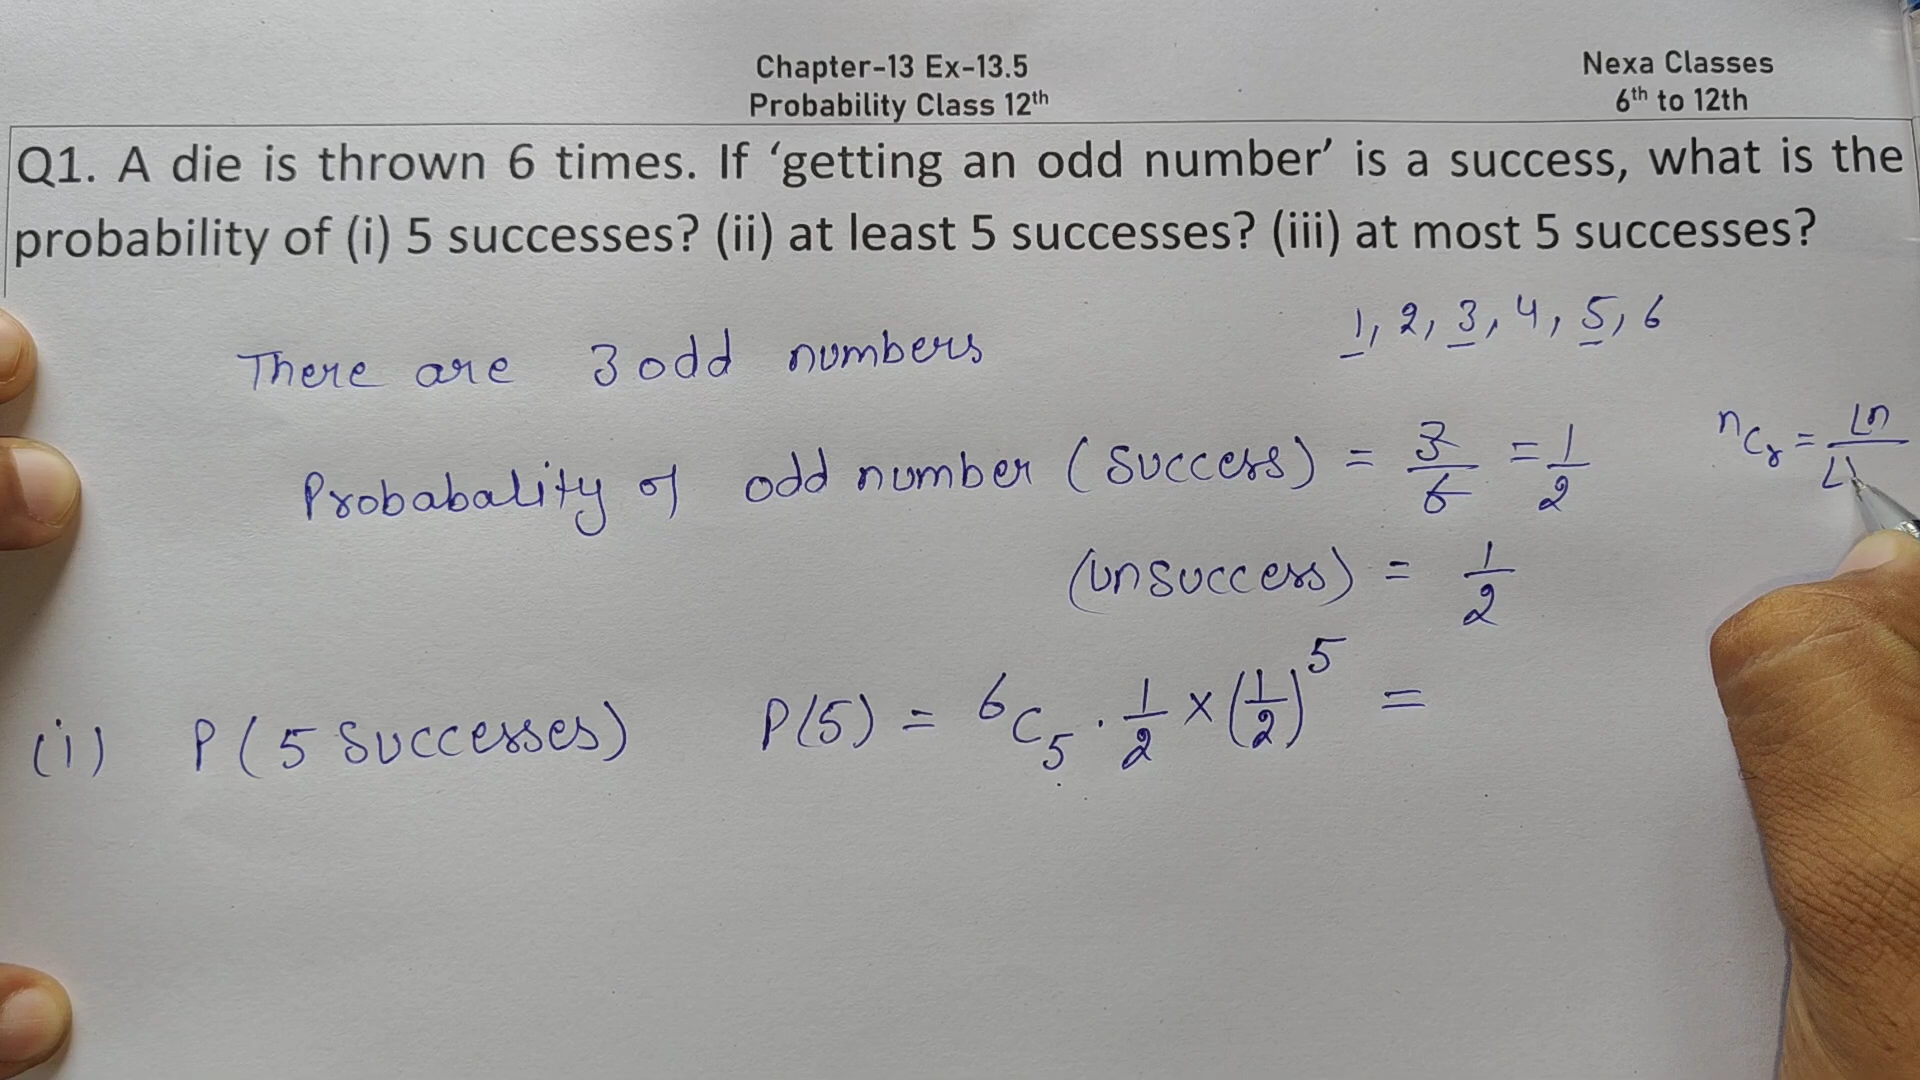 Chapter-13 Ex-13.5
Probability Class 12th
Nexa Classes
6th to 12th
Q1. A die is thrown 6 times. If ‘getting an odd number’ is a success, what is the
probability of (i) 5 successes? (ii) at least 5 successes? (iii) at most 5 successes?
1, 2, 3, 4, 5, 6
There are 3 odd numbers
Probabality of odd number (success) = 3/6 = 1/2
nCr = ⌊n
(unsuccess) = 1/2
(i) P(5 Successes) P(5) = ⁶C₅ · 1/2 × (1/2)⁵ =